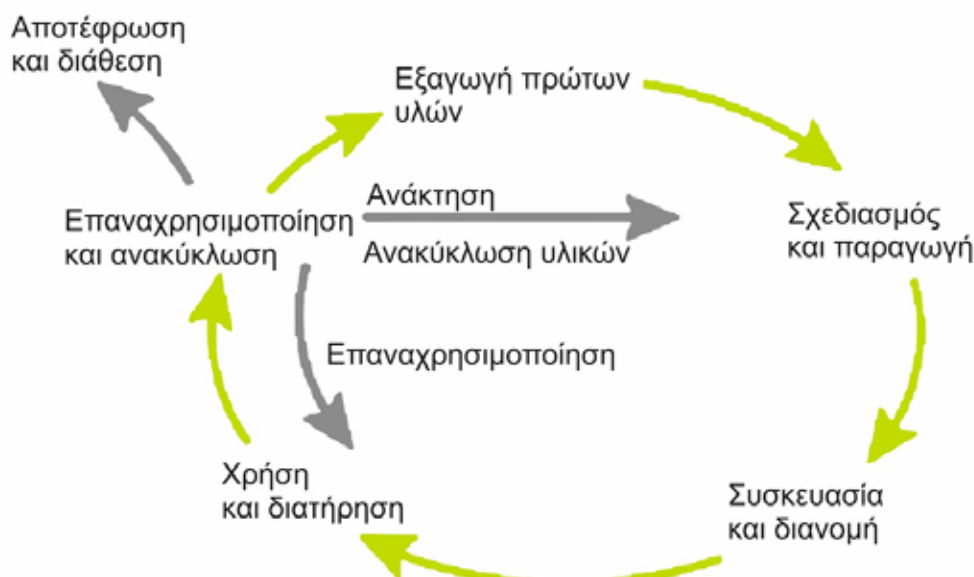 Αποτέφρωση
και διάθεση
Εξαγωγή πρώτων
υλών
Ανάκτηση
Επαναχρησιμοποίηση
και ανακύκλωση
Ανακύκλωση υλικών
Σχεδιασμός
και παραγωγή
Επαναχρησιμοποίηση
Χρήση
και διατήρηση
Συσκευασία
και διανομή